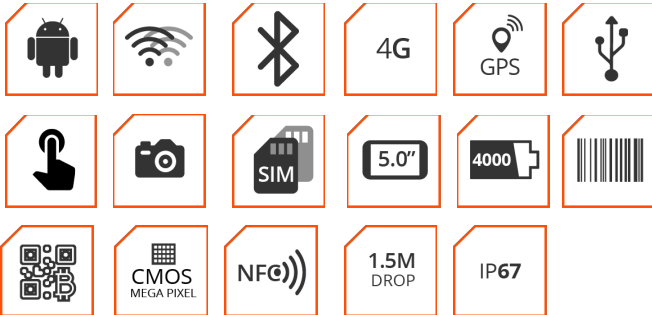 4G
GPS
SIM
5.0”
4000
CMOS
MEGA PIXEL
NFC
1.5M
DROP
IP67